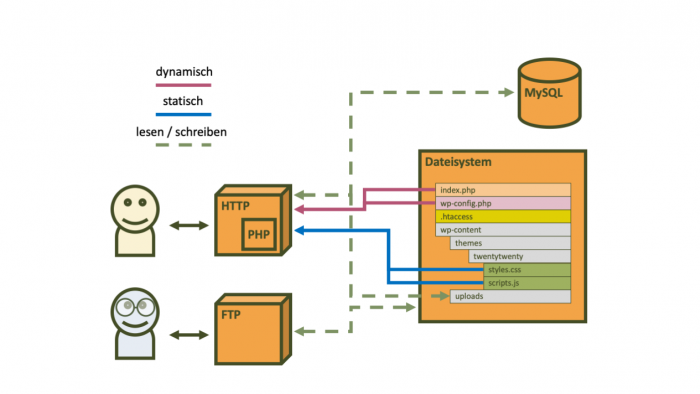 dynamisch
statisch
lesen / schreiben
MySQL
Dateisystem
HTTP
PHP
index.php
wp-config.php
.htaccess
wp-content
themes
twentytwenty
styles.css
scripts.js
uploads
FTP